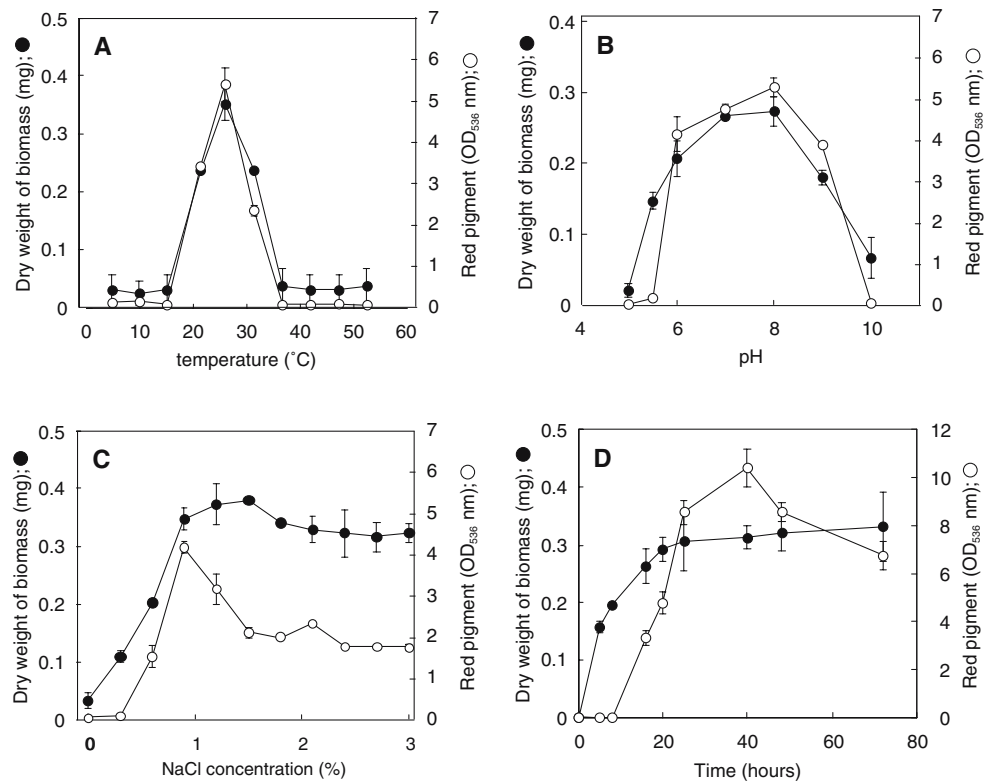 A
Dry weight of biomass (mg); ●
0.5
0.4
0.3
0.2
0.1
0
7
6
5
4
3
2
1
0
Red pigment (OD536 nm); ○
0 10 20 30 40 50 60
temperature (˚C)
B
Dry weight of biomass (mg); ●
0.4
0.3
0.2
0.1
0
7
6
5
4
3
2
1
0
Red pigment (OD536 nm); ○
4 6 8 10
pH
C
Dry weight of biomass (mg); ●
0.5
0.4
0.3
0.2
0.1
0
7
6
5
4
3
2
1
0
Red pigment (OD536 nm); ○
0 1 2 3
NaCl concentration (%)
D
Dry weight of biomass (mg); ●
0.5
0.4
0.3
0.2
0.1
0
12
10
8
6
4
2
0
Red pigment (OD536 nm); ○
0 20 40 60 80
Time (hours)